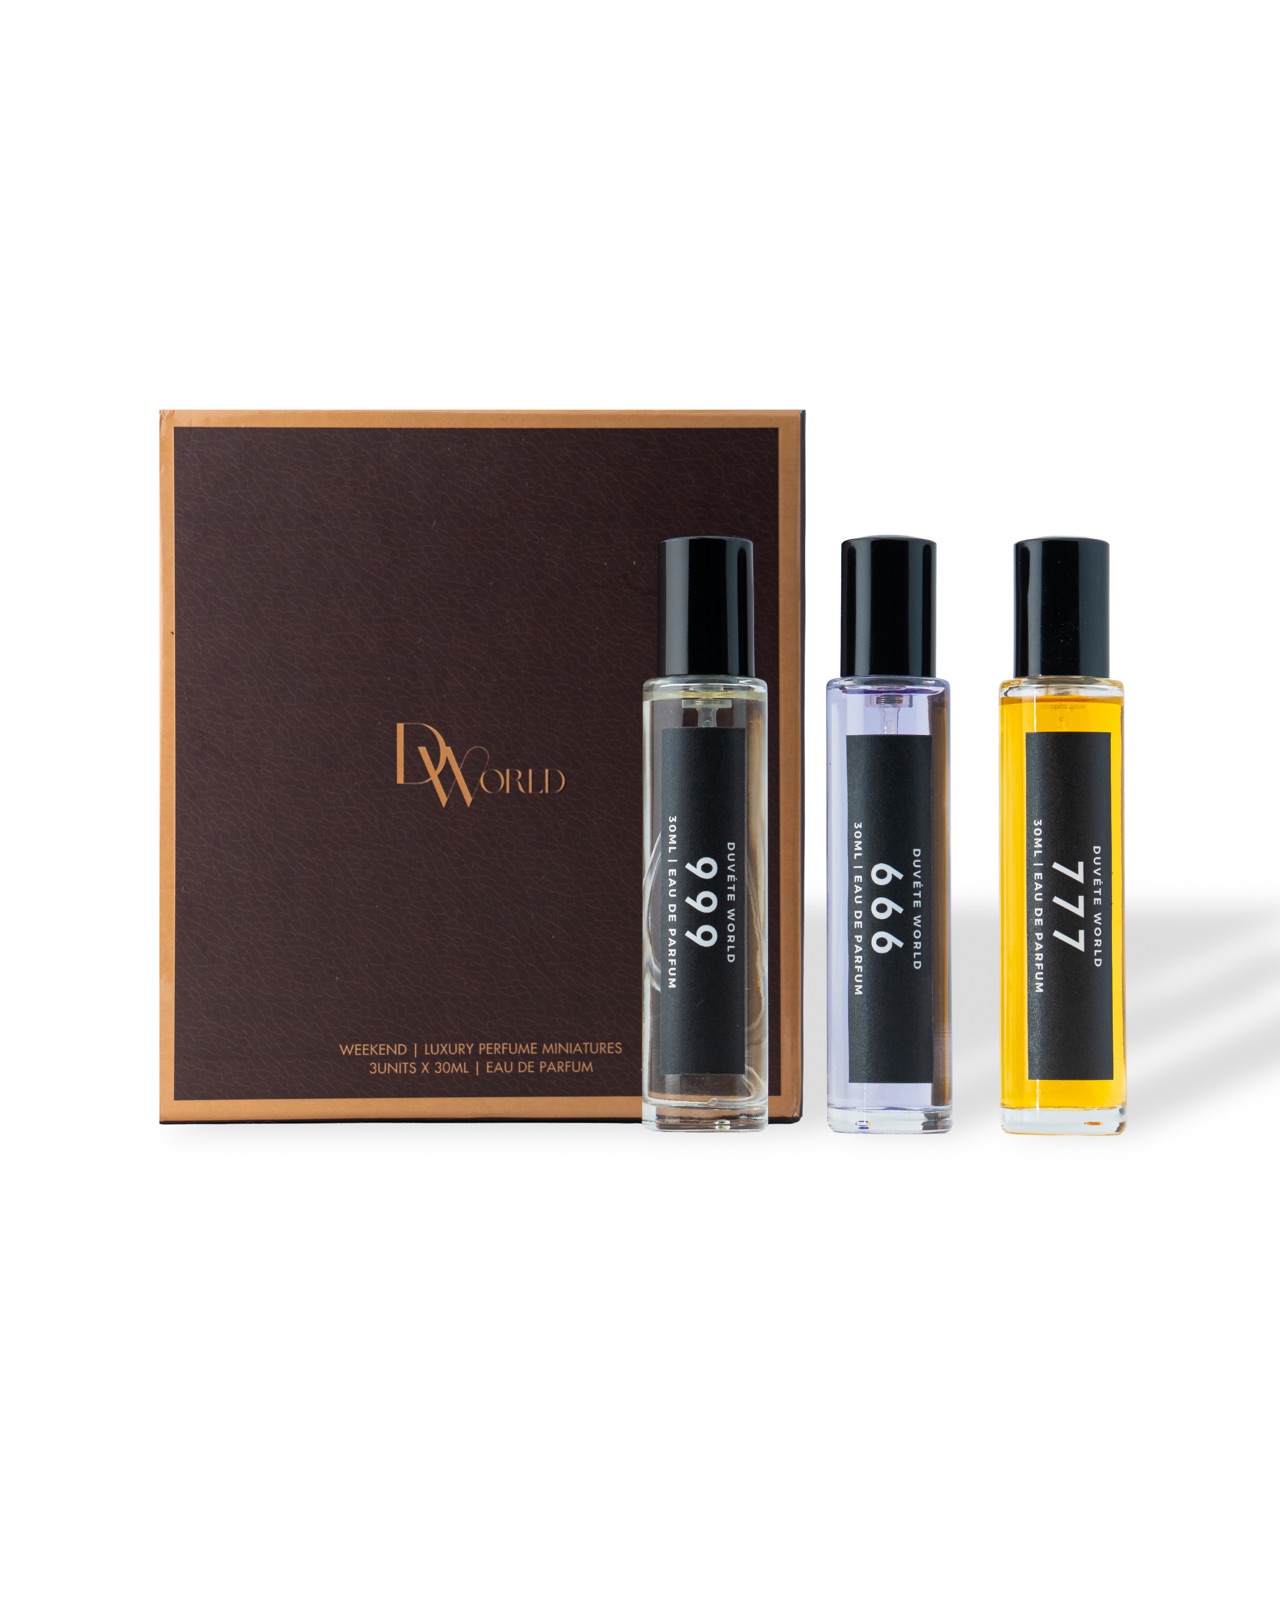 DWORLD
WEEKEND | LUXURY PERFUME MINIATURES
3UNITS X 30ML | EAU DE PARFUM
DUVÉTE WORLD
999
30ML | EAU DE PARFUM
DUVÉTE WORLD
666
30ML | EAU DE PARFUM
DUVÉTE WORLD
777
30ML | EAU DE PARFUM